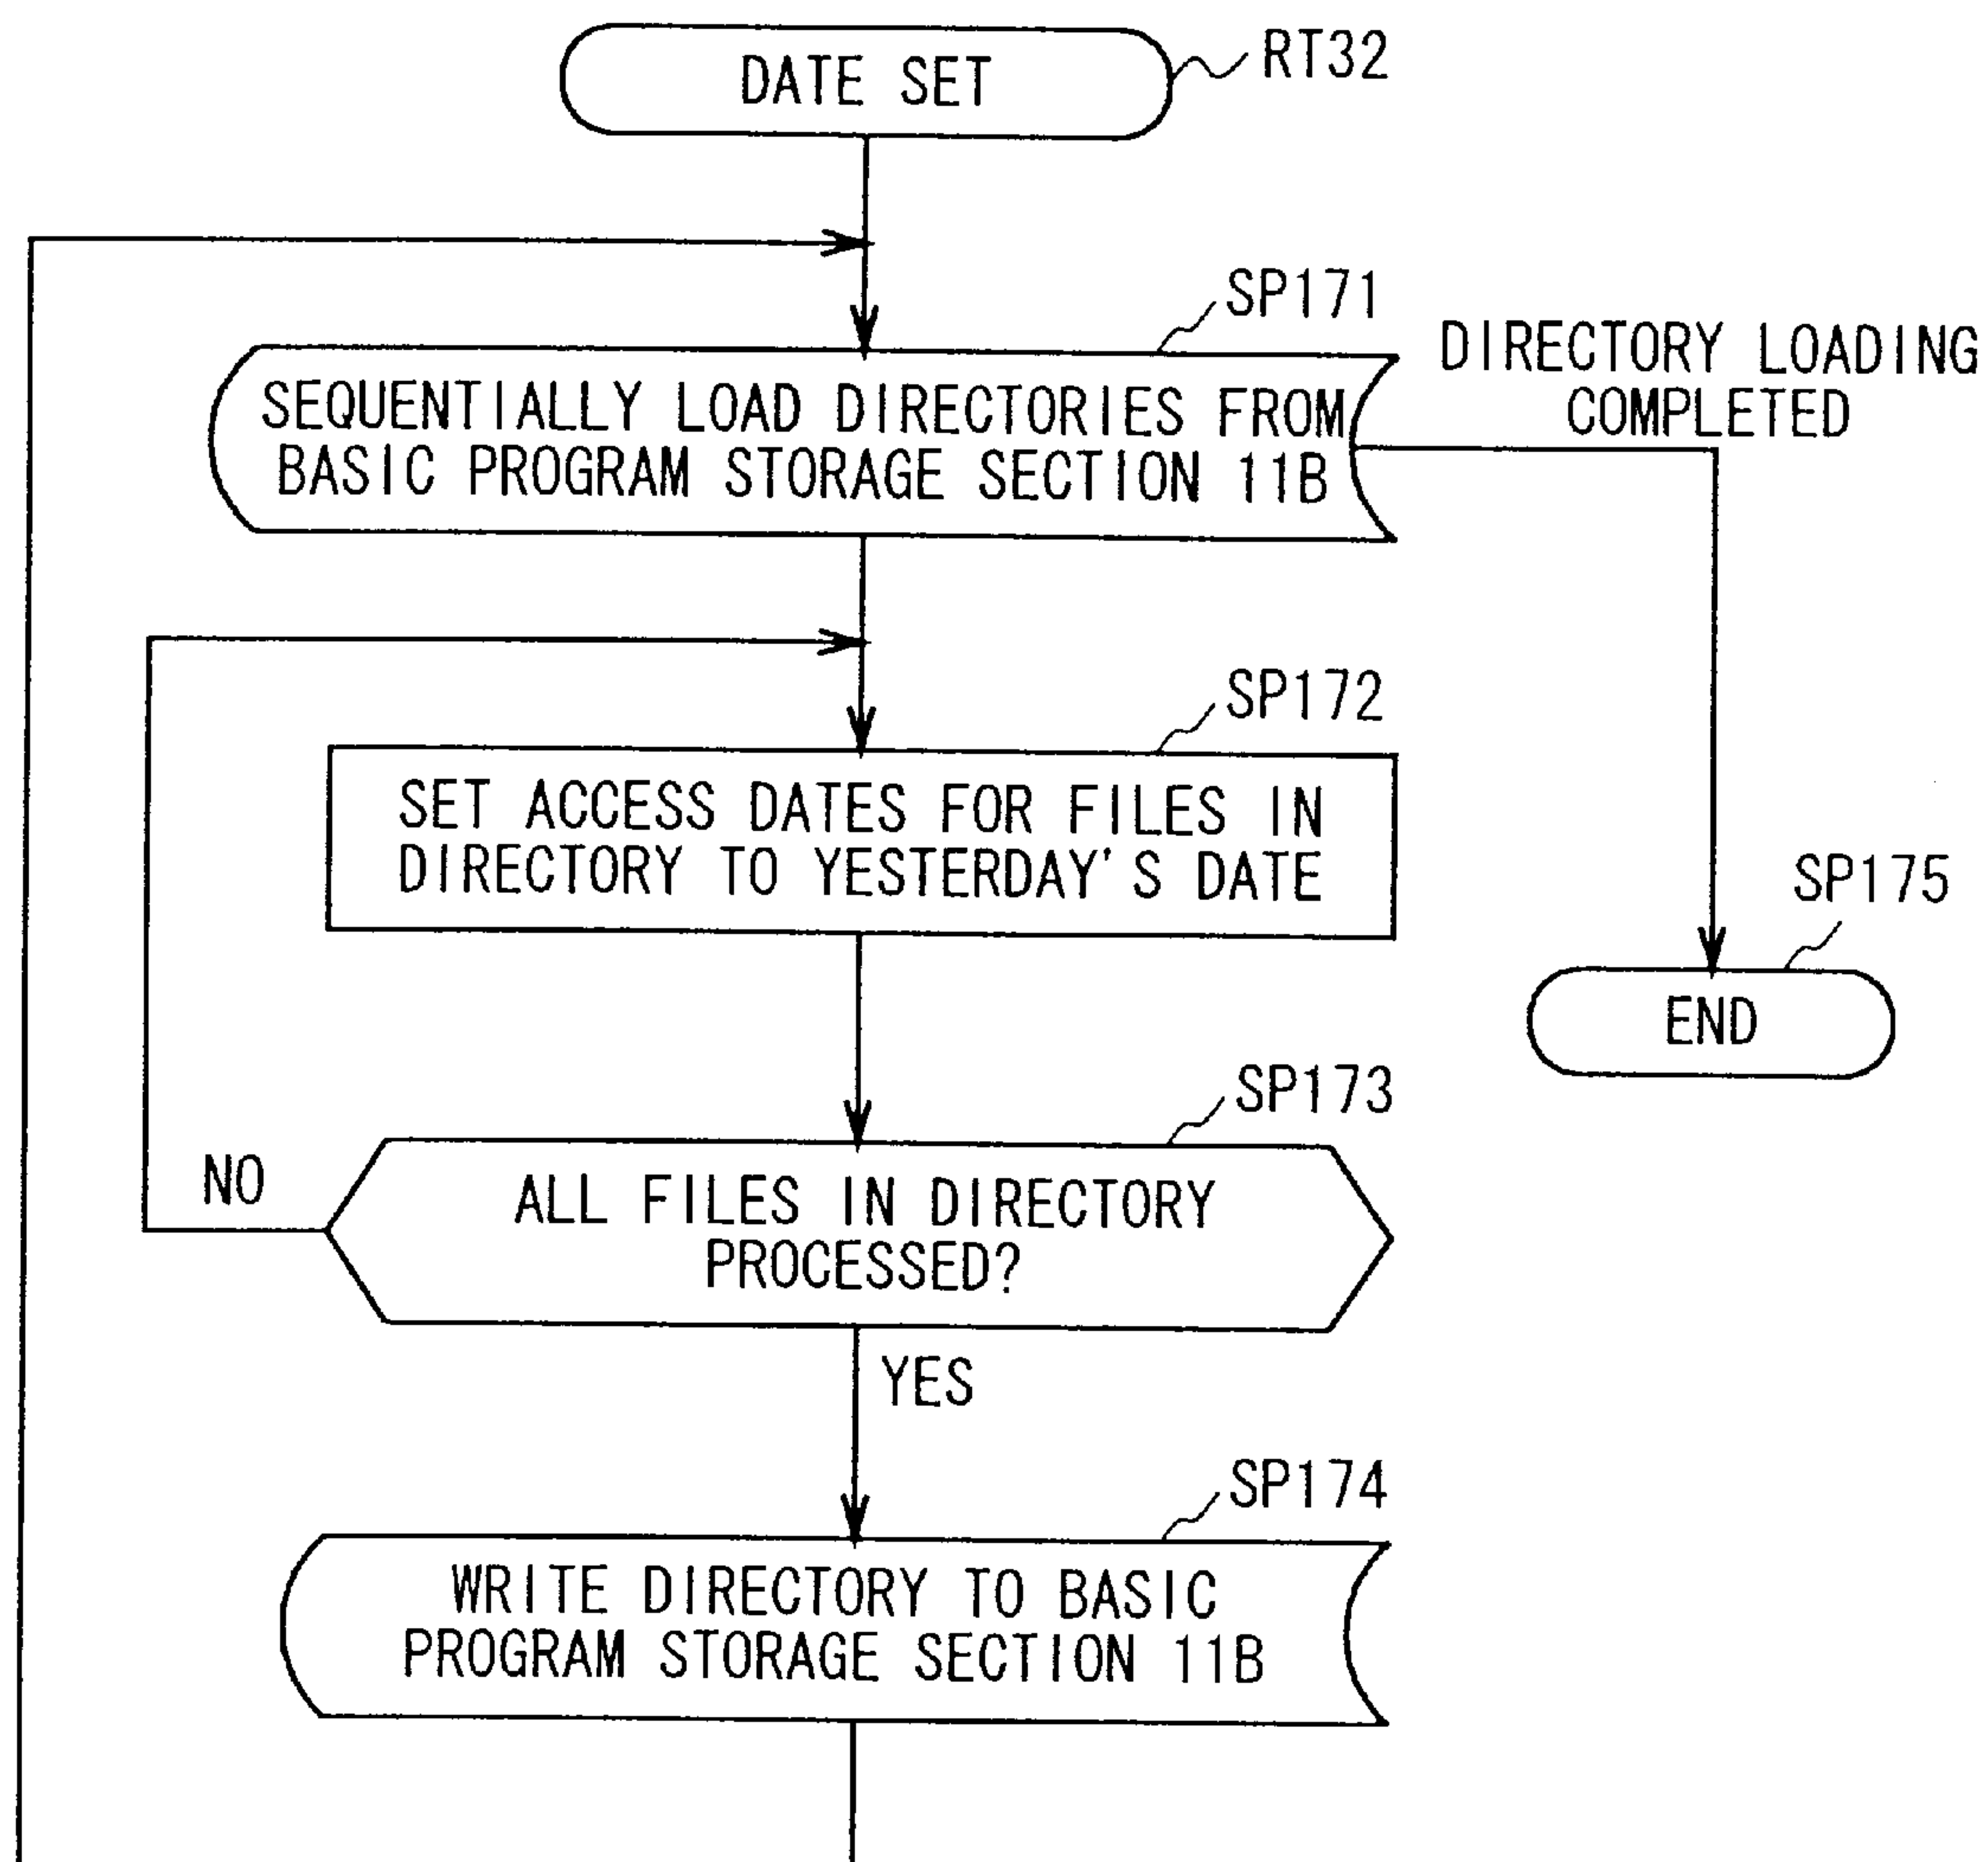 DATE SET
RT32
SP171
SEQUENTIALLY LOAD DIRECTORIES FROM
BASIC PROGRAM STORAGE SECTION 11B
DIRECTORY LOADING
COMPLETED
SP172
SET ACCESS DATES FOR FILES IN
DIRECTORY TO YESTERDAY'S DATE
SP175
END
SP173
NO
ALL FILES IN DIRECTORY
PROCESSED?
YES
SP174
WRITE DIRECTORY TO BASIC
PROGRAM STORAGE SECTION 11B